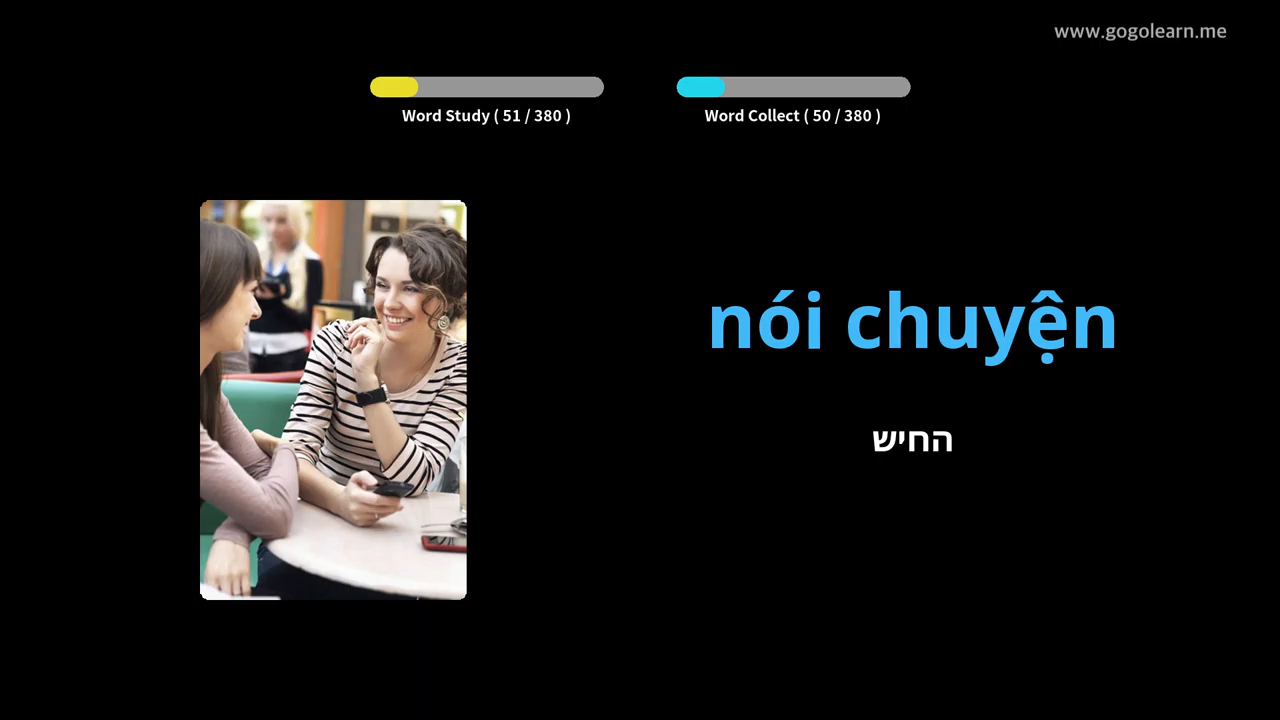 www.gogolearn.me
Word Study ( 51 / 380 )
Word Collect ( 50 / 380 )
nói chuyện
החיש